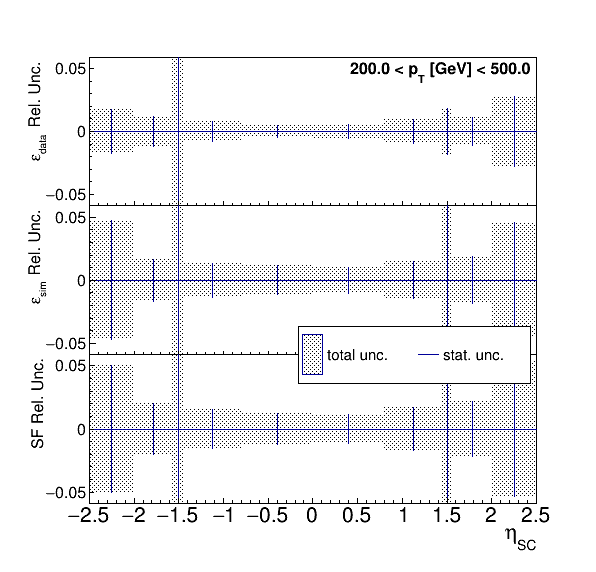 200.0 < p_T [GeV] < 500.0
ε_data Rel. Unc.
0.05
0
−0.05
ε_sim Rel. Unc.
0.05
0
−0.05
total unc.
stat. unc.
SF Rel. Unc.
0.05
0
−0.05
−2.5 −2 −1.5 −1 −0.5 0 0.5 1 1.5 2 2.5
η_SC